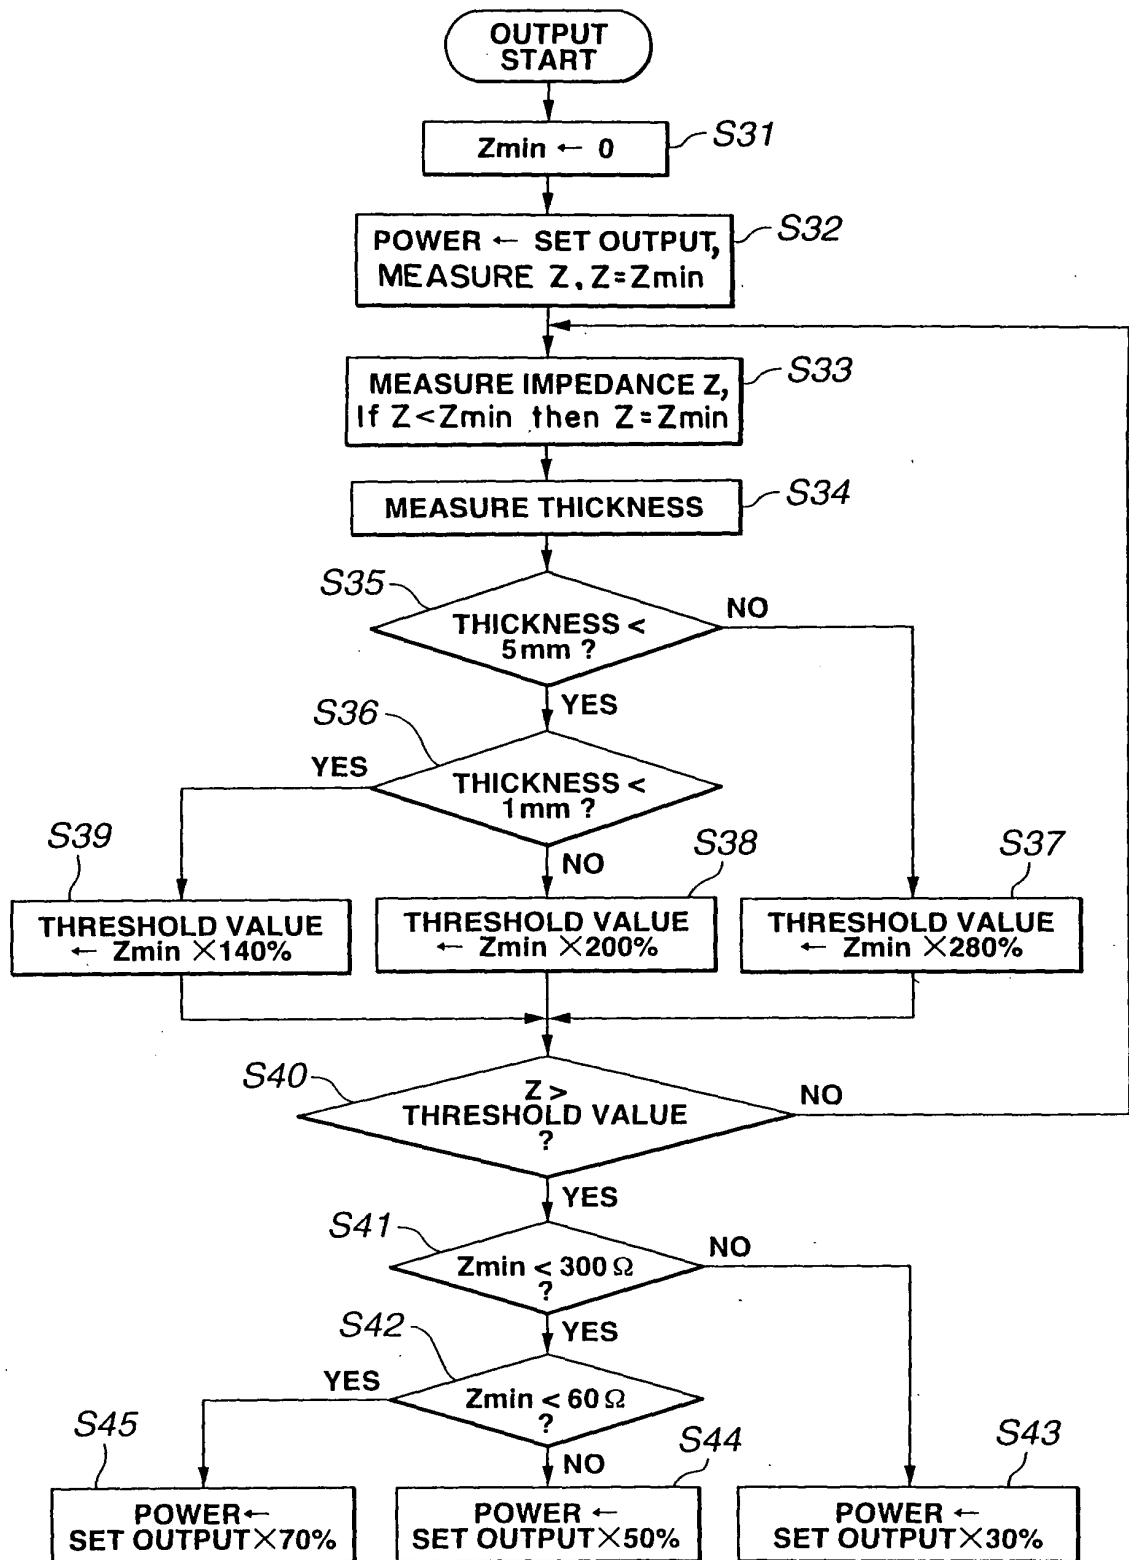 OUTPUT
START
Zmin ← 0
S31
POWER ← SET OUTPUT,
MEASURE Z, Z=Zmin
S32
MEASURE IMPEDANCE Z,
If Z<Zmin then Z=Zmin
S33
MEASURE THICKNESS
S34
S35
THICKNESS <
5mm ?
NO
YES
S36
THICKNESS <
1mm ?
YES
NO
S39
THRESHOLD VALUE
← Zmin ×140%
S38
THRESHOLD VALUE
← Zmin ×200%
S37
THRESHOLD VALUE
← Zmin ×280%
S40
Z >
THRESHOLD VALUE
?
NO
YES
S41
Zmin < 300 Ω
?
NO
YES
S42
Zmin < 60 Ω
?
YES
NO
S45
POWER←
SET OUTPUT×70%
S44
POWER ←
SET OUTPUT×50%
S43
POWER ←
SET OUTPUT×30%